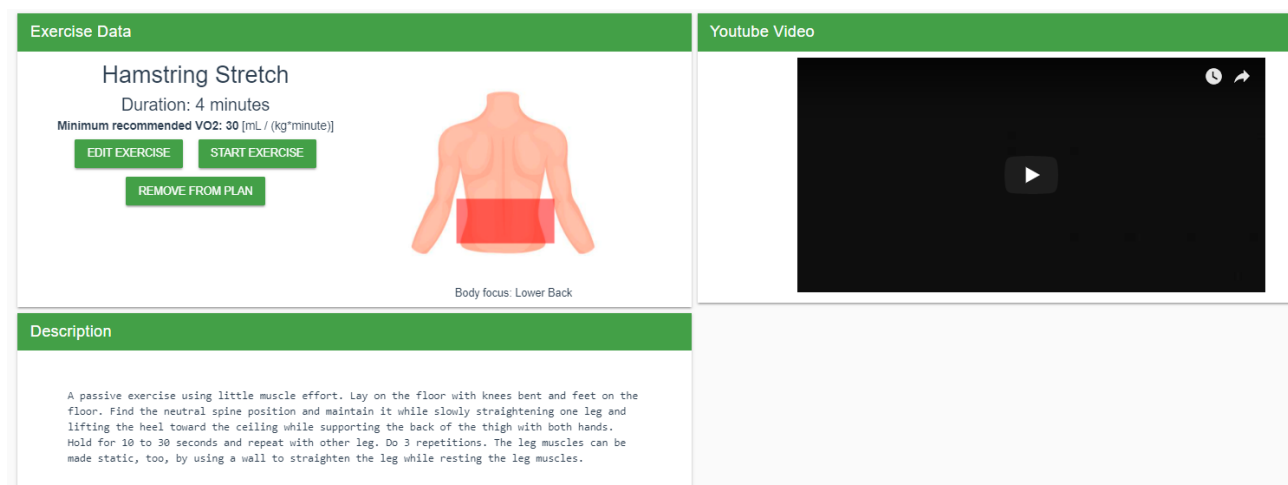 Exercise Data
Hamstring Stretch
Duration: 4 minutes
Minimum recommended VO2: 30 [mL / (kg*minute)]
EDIT EXERCISE START EXERCISE
REMOVE FROM PLAN
Body focus: Lower Back
Youtube Video
Description
A passive exercise using little muscle effort. Lay on the floor with knees bent and feet on the
floor. Find the neutral spine position and maintain it while slowly straightening one leg and
lifting the heel toward the ceiling while supporting the back of the thigh with both hands.
Hold for 10 to 30 seconds and repeat with other leg. Do 3 repetitions. The leg muscles can be
made static, too, by using a wall to straighten the leg while resting the leg muscles.